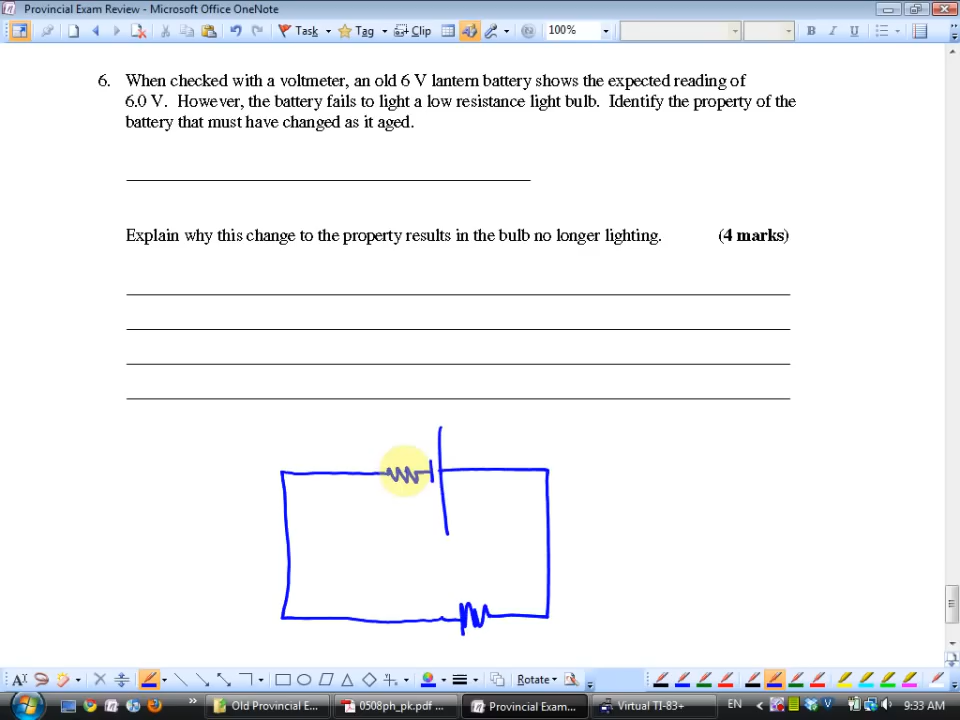 Provincial Exam Review - Microsoft Office OneNote
Task Tag Clip 100% B I U
6. When checked with a voltmeter, an old 6 V lantern battery shows the expected reading of
6.0 V. However, the battery fails to light a low resistance light bulb. Identify the property of the
battery that must have changed as it aged.
Explain why this change to the property results in the bulb no longer lighting. (4 marks)
Rotate
Old Provincial E... 0508ph_pk.pdf ... Provincial Exam... Virtual TI-83+ EN 9:33 AM